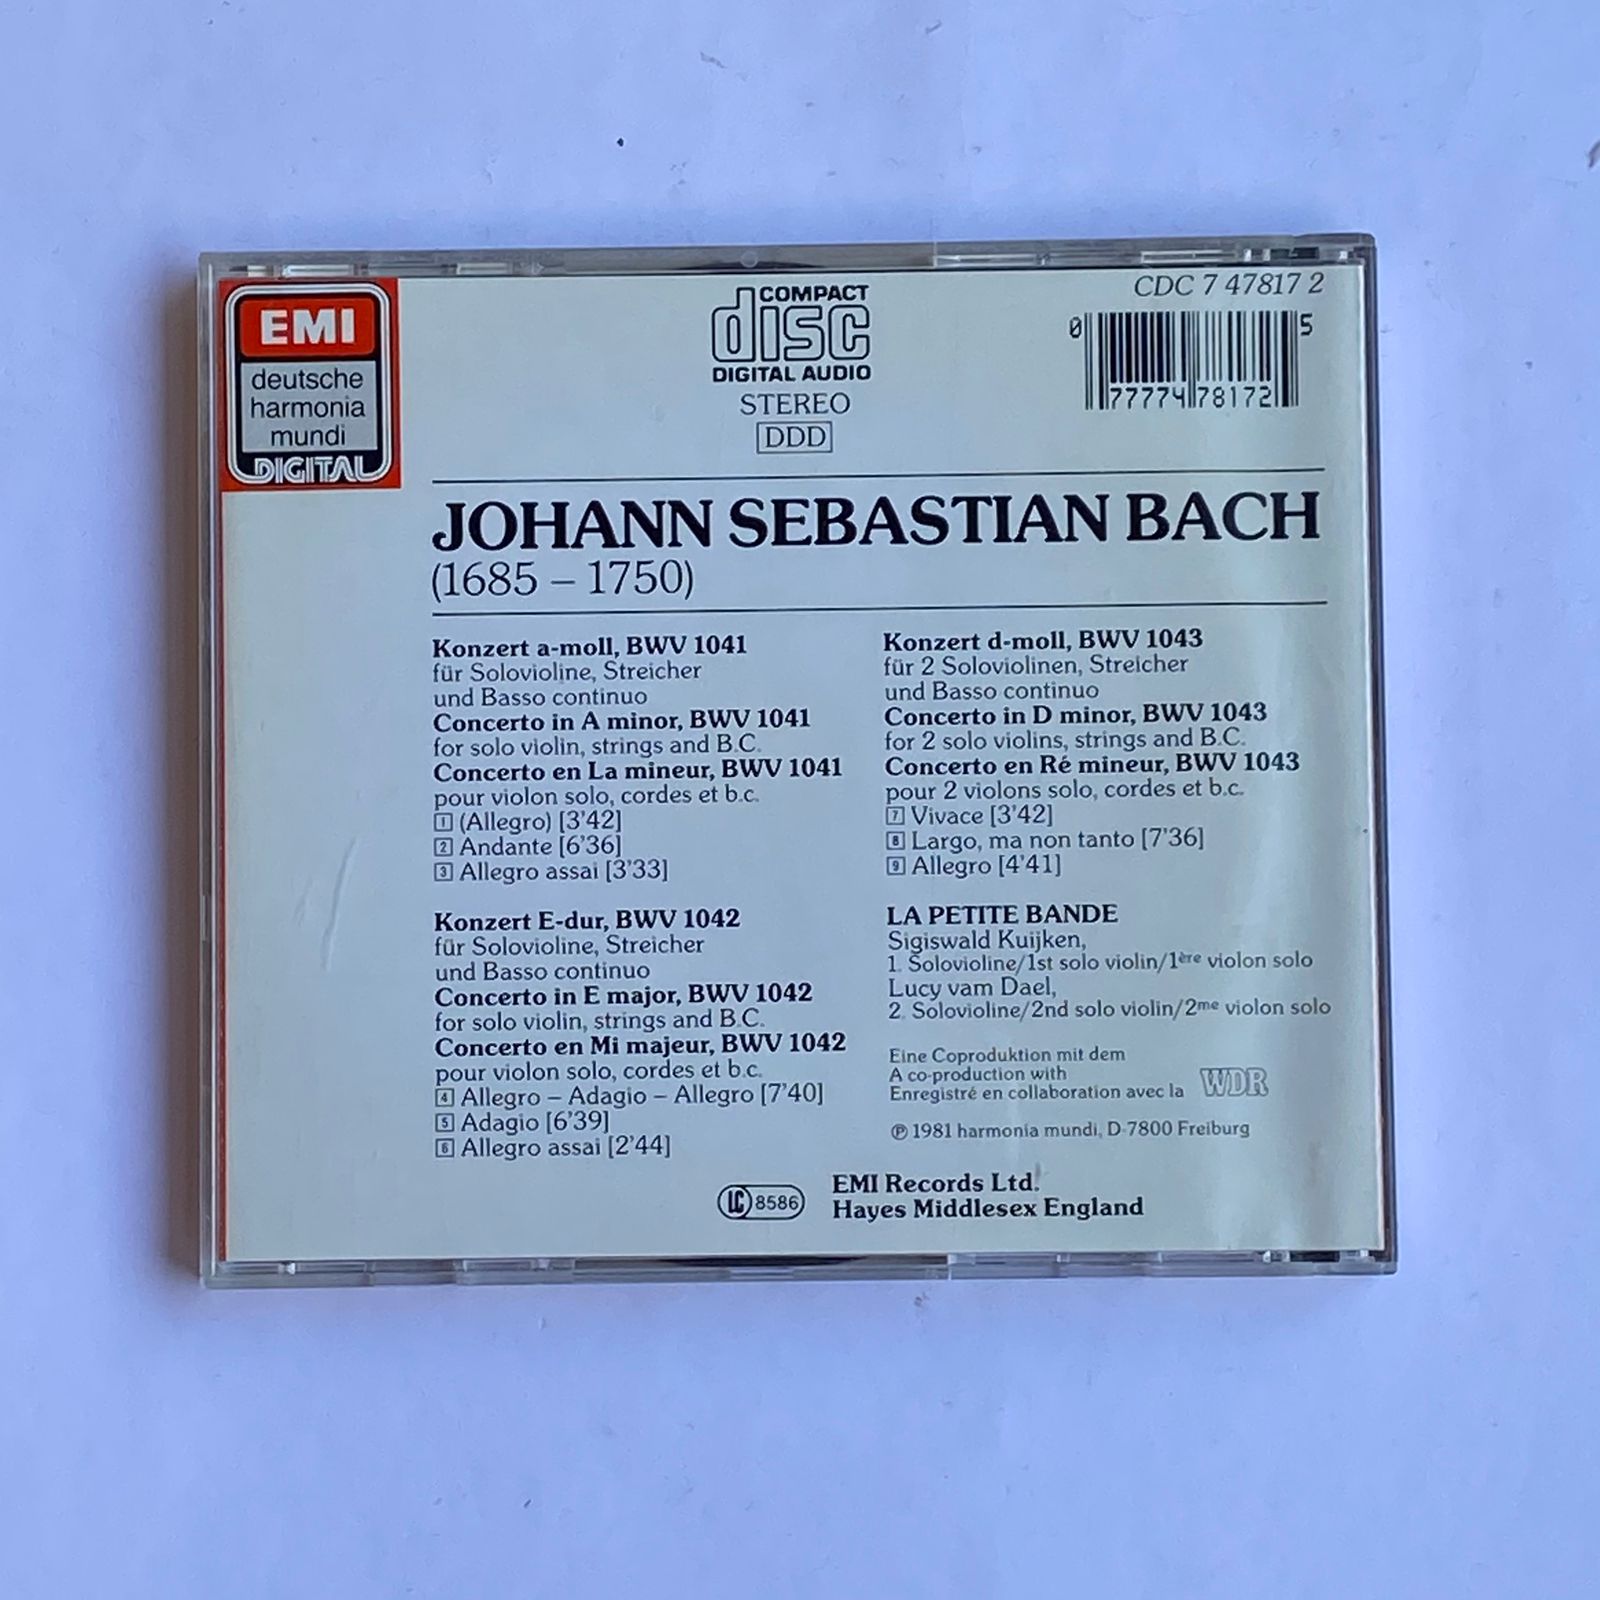 EMI
deutsche
harmonia
mundi
DIGITAL
COMPACT
disc
DIGITAL AUDIO
STEREO
DDD
CDC 7 47817 2
0 77774 78172 5
JOHANN SEBASTIAN BACH
(1685 – 1750)
Konzert a-moll, BWV 1041
für Solovioline, Streicher
und Basso continuo
Concerto in A minor, BWV 1041
for solo violin, strings and B.C.
Concerto en La mineur, BWV 1041
pour violon solo, cordes et b.c.
1 (Allegro) [3'42]
2 Andante [6'36]
3 Allegro assai [3'33]
Konzert E-dur, BWV 1042
für Solovioline, Streicher
und Basso continuo
Concerto in E major, BWV 1042
for solo violin, strings and B.C.
Concerto en Mi majeur, BWV 1042
pour violon solo, cordes et b.c.
4 Allegro – Adagio – Allegro [7'40]
5 Adagio [6'39]
6 Allegro assai [2'44]
Konzert d-moll, BWV 1043
für 2 Soloviolinen, Streicher
und Basso continuo
Concerto in D minor, BWV 1043
for 2 solo violins, strings and B.C.
Concerto en Ré mineur, BWV 1043
pour 2 violons solo, cordes et b.c.
7 Vivace [3'42]
8 Largo, ma non tanto [7'36]
9 Allegro [4'41]
LA PETITE BANDE
Sigiswald Kuijken,
1. Solovioline/1st solo violin/1ère violon solo
Lucy vam Dael,
2. Solovioline/2nd solo violin/2me violon solo
Eine Coproduktion mit dem
A co-production with
Enregistré en collaboration avec la WDR
℗ 1981 harmonia mundi, D-7800 Freiburg
LC 8586
EMI Records Ltd.
Hayes Middlesex England